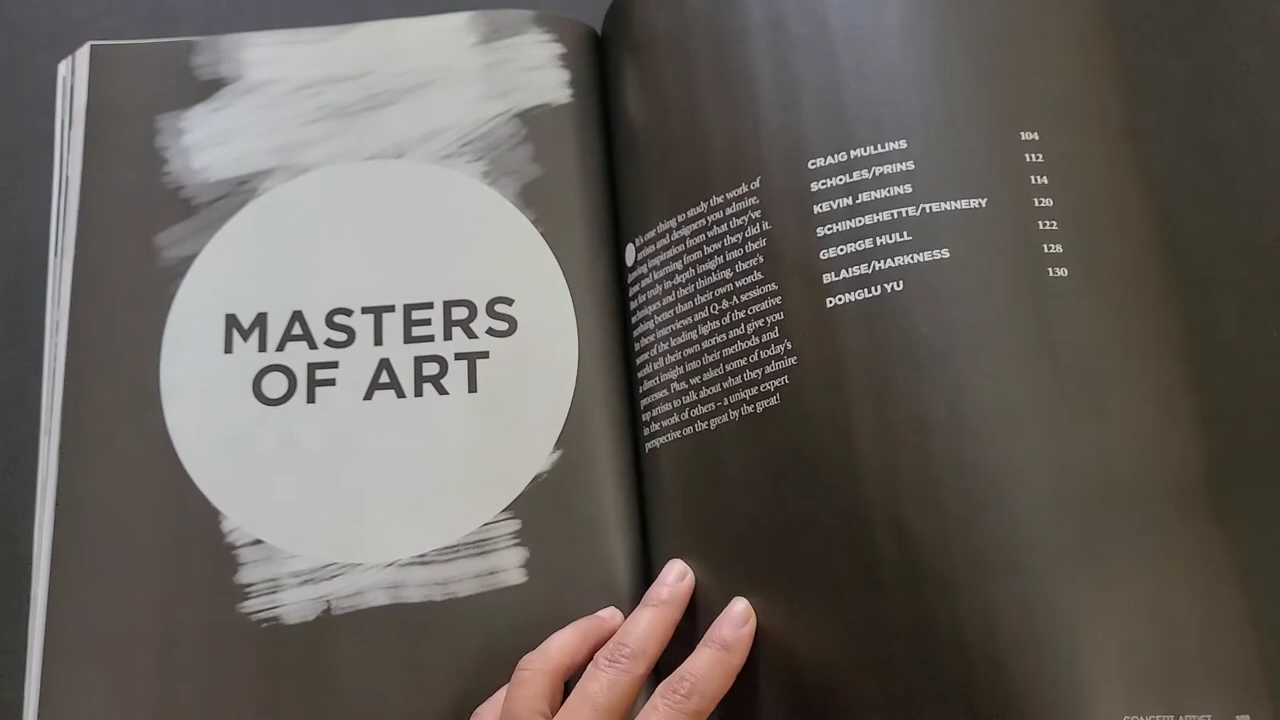 MASTERS
OF ART
It's one thing to study the work of
artists and designers you admire,
drawing inspiration from what they've
done and learning from how they did it.
But for truly in-depth insight into their
techniques and their thinking, there's
nothing better than their own words.
In these interviews and Q-&-A sessions,
some of the leading lights of the creative
world tell their own stories and give you
a direct insight into their methods and
processes. Plus, we asked some of today's
top artists to talk about what they admire
in the work of others – a unique expert
perspective on the great by the great!
CRAIG MULLINS 104
SCHOLES/PRINS 112
KEVIN JENKINS 114
SCHINDEHETTE/TENNERY 120
GEORGE HULL 122
BLAISE/HARKNESS 128
DONGLU YU 130
CONCEPT ARTIST